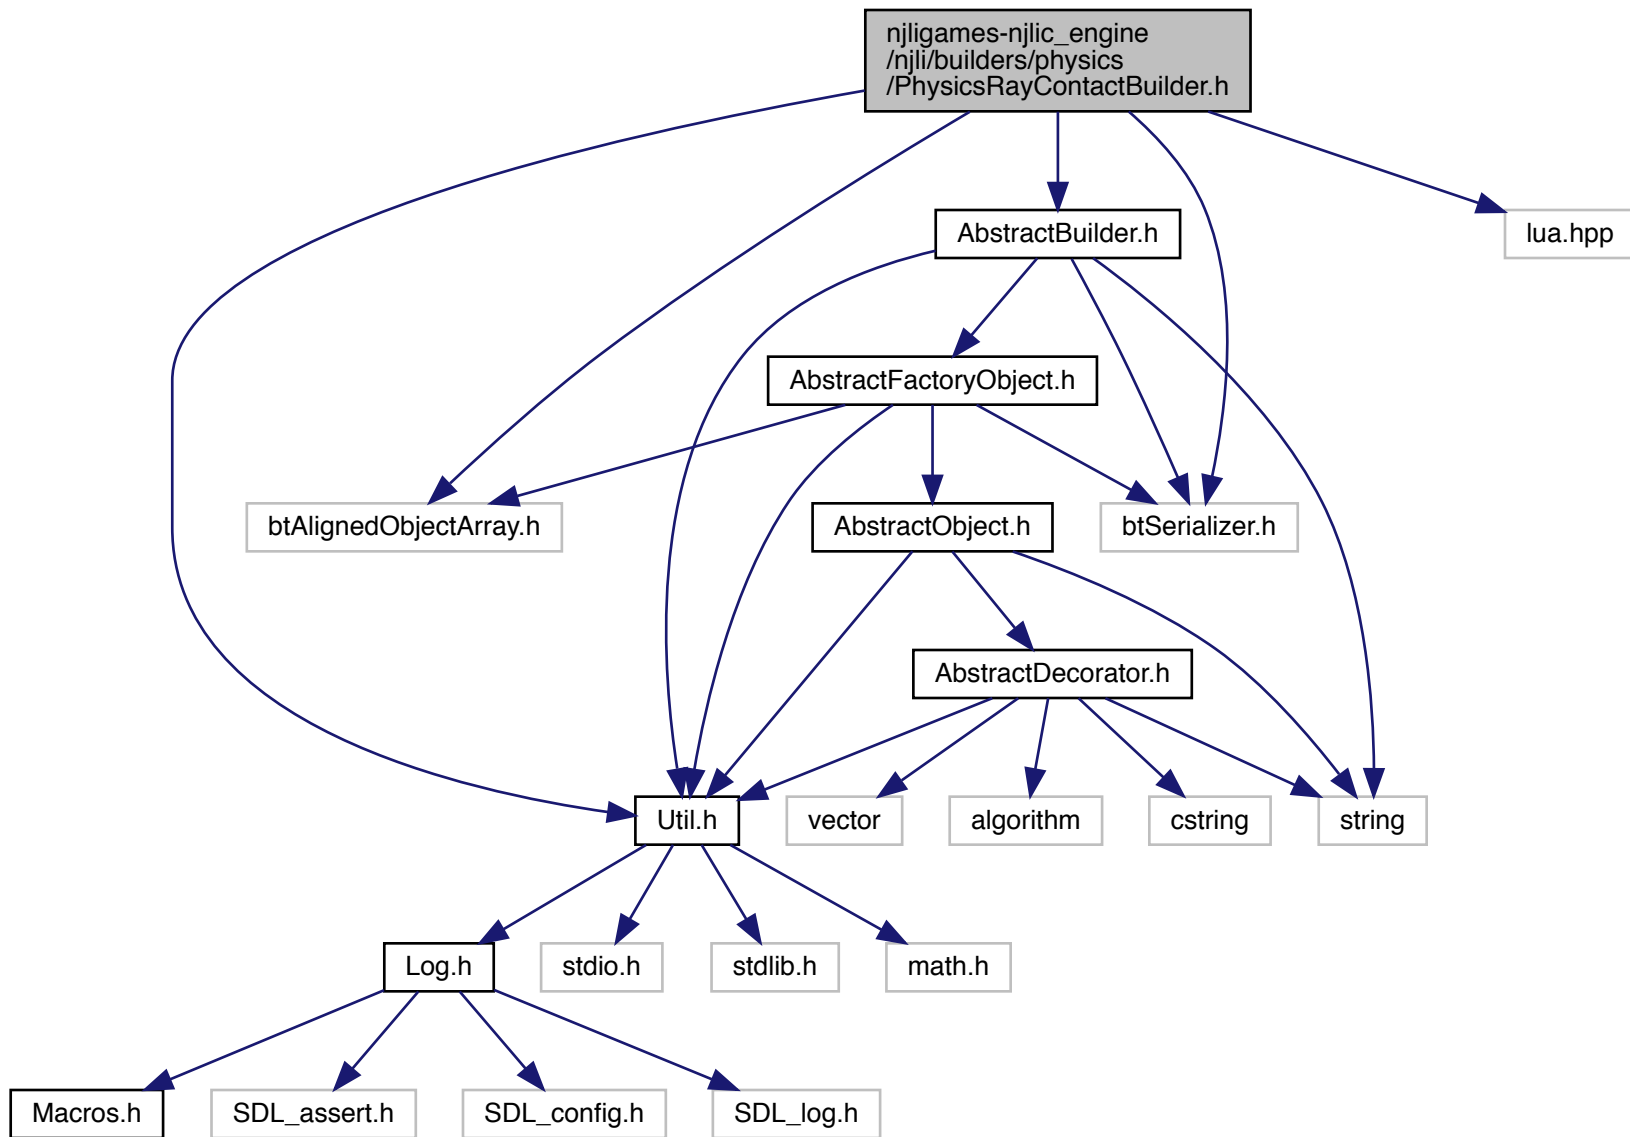 njligames-njlic_engine
/njli/builders/physics
/PhysicsRayContactBuilder.h
AbstractBuilder.h
lua.hpp
AbstractFactoryObject.h
btAlignedObjectArray.h
AbstractObject.h
btSerializer.h
AbstractDecorator.h
Util.h
vector
algorithm
cstring
string
Log.h
stdio.h
stdlib.h
math.h
Macros.h
SDL_assert.h
SDL_config.h
SDL_log.h